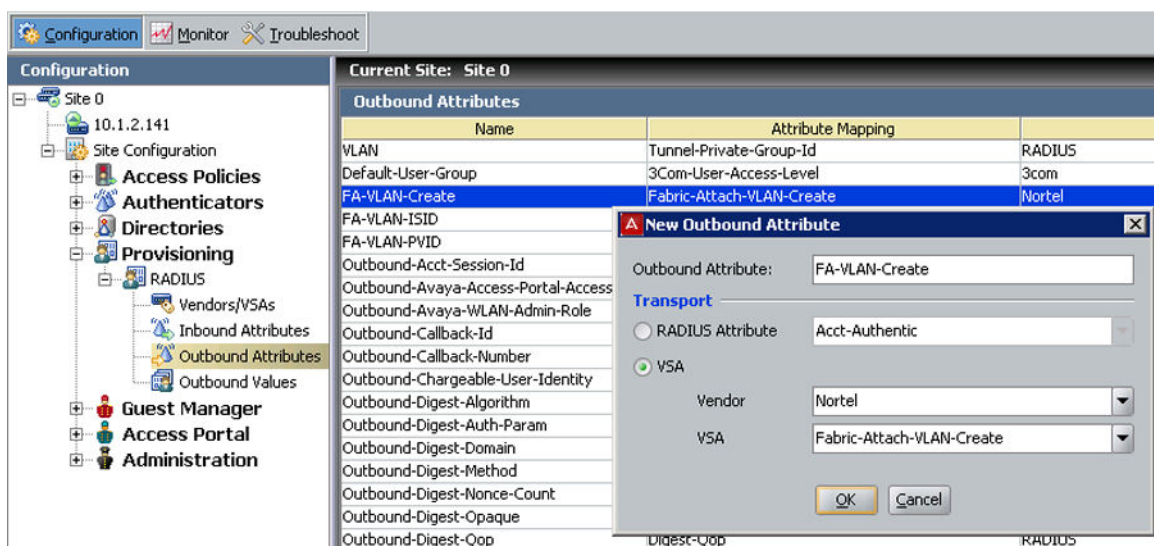 Configuration Monitor Troubleshoot
Configuration
Site 0
10.1.2.141
Site Configuration
Access Policies
Authenticators
Directories
Provisioning
RADIUS
Vendors/VSAs
Inbound Attributes
Outbound Attributes
Outbound Values
Guest Manager
Access Portal
Administration
Current Site: Site 0
Outbound Attributes
Name Attribute Mapping
VLAN Tunnel-Private-Group-Id RADIUS
Default-User-Group 3Com-User-Access-Level 3com
FA-VLAN-Create Fabric-Attach-VLAN-Create Nortel
FA-VLAN-ISID
FA-VLAN-PVID
Outbound-Acct-Session-Id
Outbound-Avaya-Access-Portal-Access
Outbound-Avaya-WLAN-Admin-Role
Outbound-Callback-Id
Outbound-Callback-Number
Outbound-Chargeable-User-Identity
Outbound-Digest-Algorithm
Outbound-Digest-Auth-Param
Outbound-Digest-Domain
Outbound-Digest-Method
Outbound-Digest-Nonce-Count
Outbound-Digest-Opaque
Outbound-Digest-Qop Digest-Qop RADIUS
A New Outbound Attribute
Outbound Attribute: FA-VLAN-Create
Transport
RADIUS Attribute Acct-Authentic
VSA
Vendor Nortel
VSA Fabric-Attach-VLAN-Create
OK Cancel